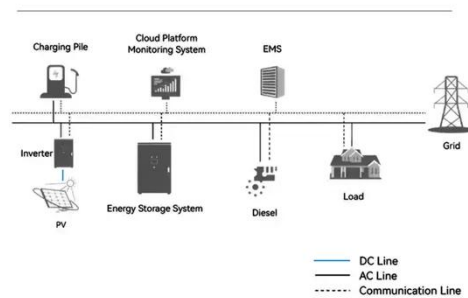 Charging Pile
Cloud Platform
Monitoring System
EMS
Grid
Inverter
PV
Energy Storage System
Diesel
Load
DC Line
AC Line
Communication Line